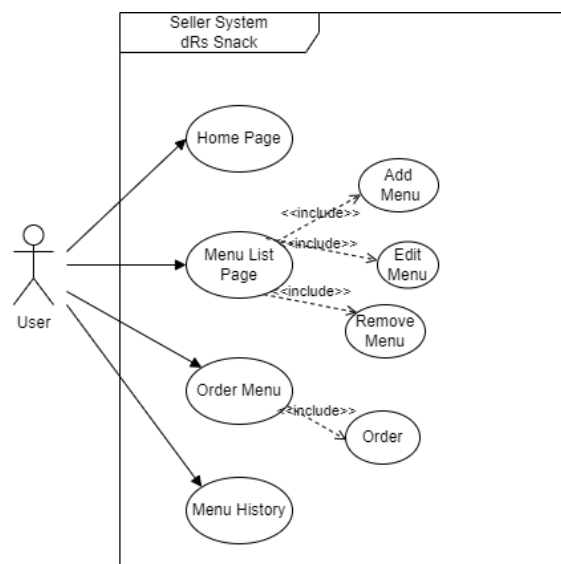 Seller System
dRs Snack
Home Page
Add
Menu
<<include>>
Menu List
Page
<<include>>
Edit
Menu
<<include>>
Remove
Menu
User
Order Menu
<<include>>
Order
Menu History